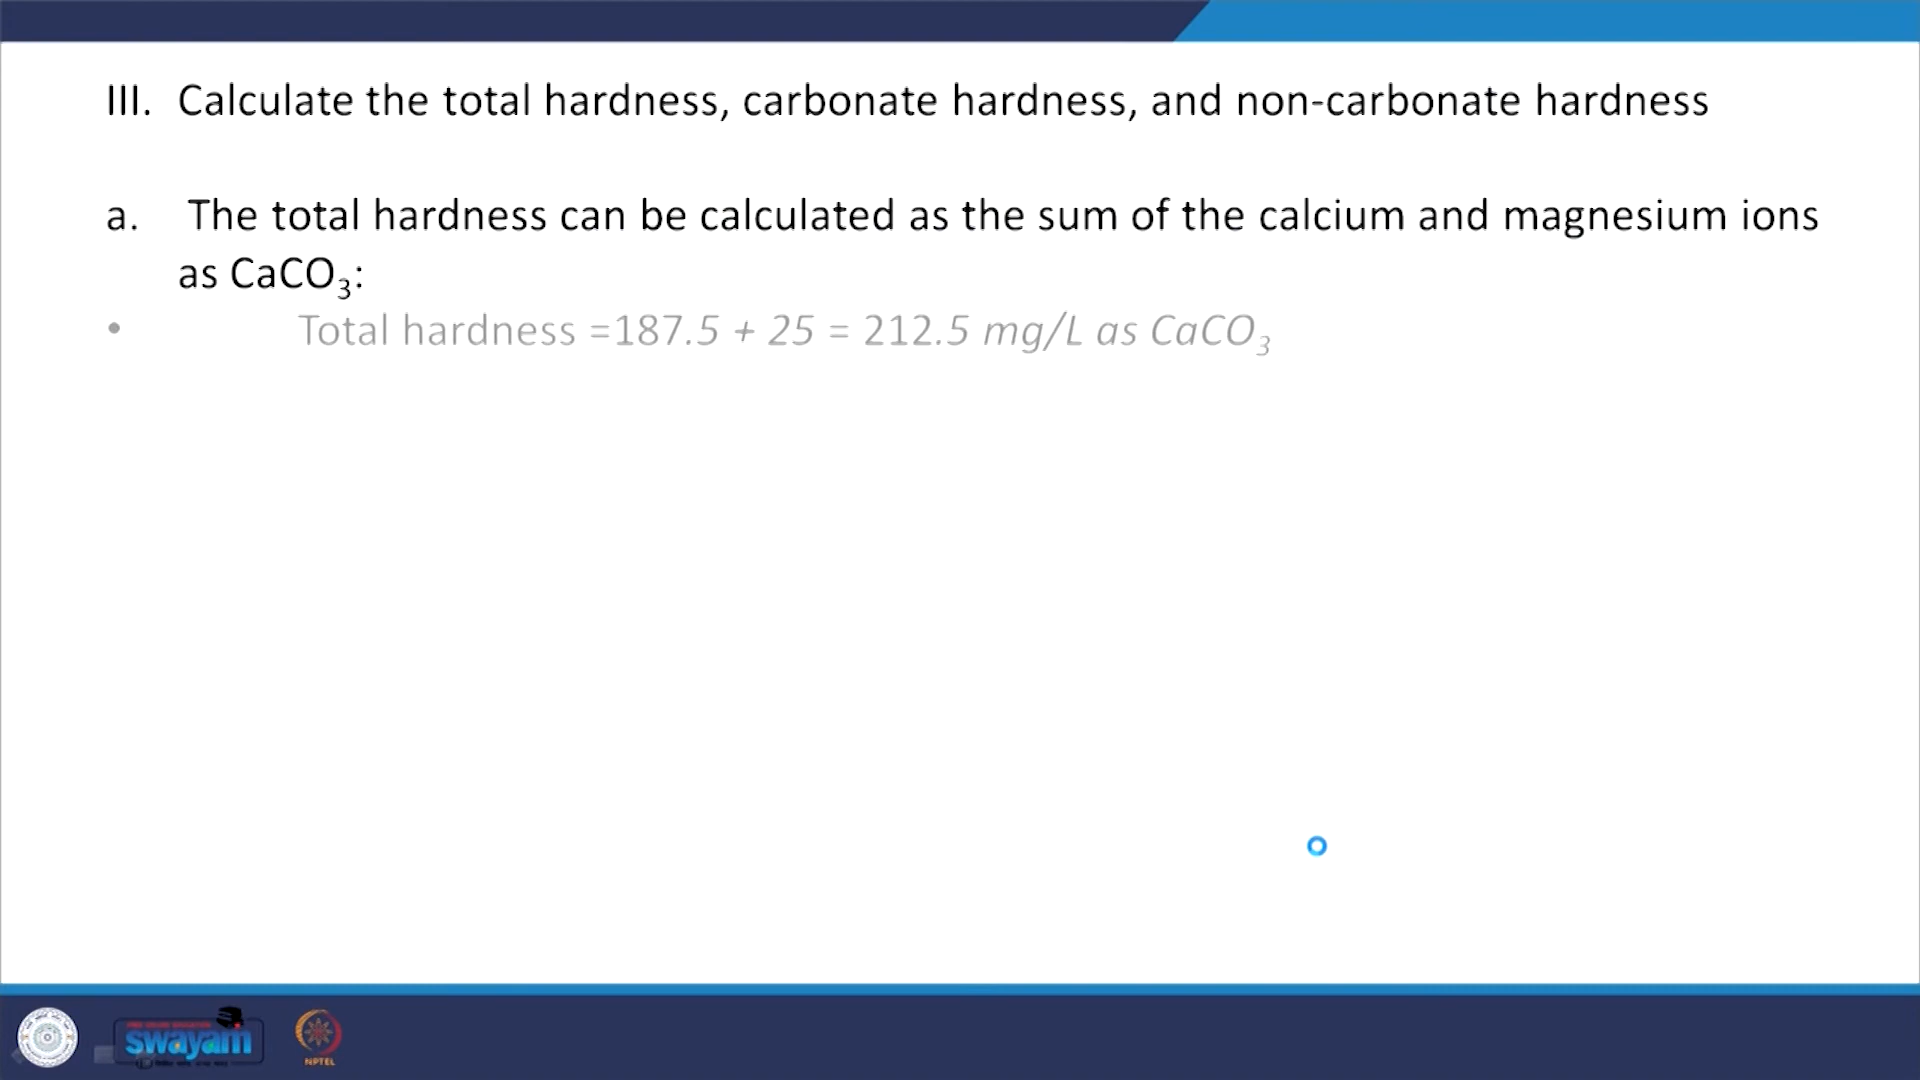 III. Calculate the total hardness, carbonate hardness, and non-carbonate hardness
a. The total hardness can be calculated as the sum of the calcium and magnesium ions
as CaCO₃:
• Total hardness =187.5 + 25 = 212.5 mg/L as CaCO₃
swayam
NPTEL